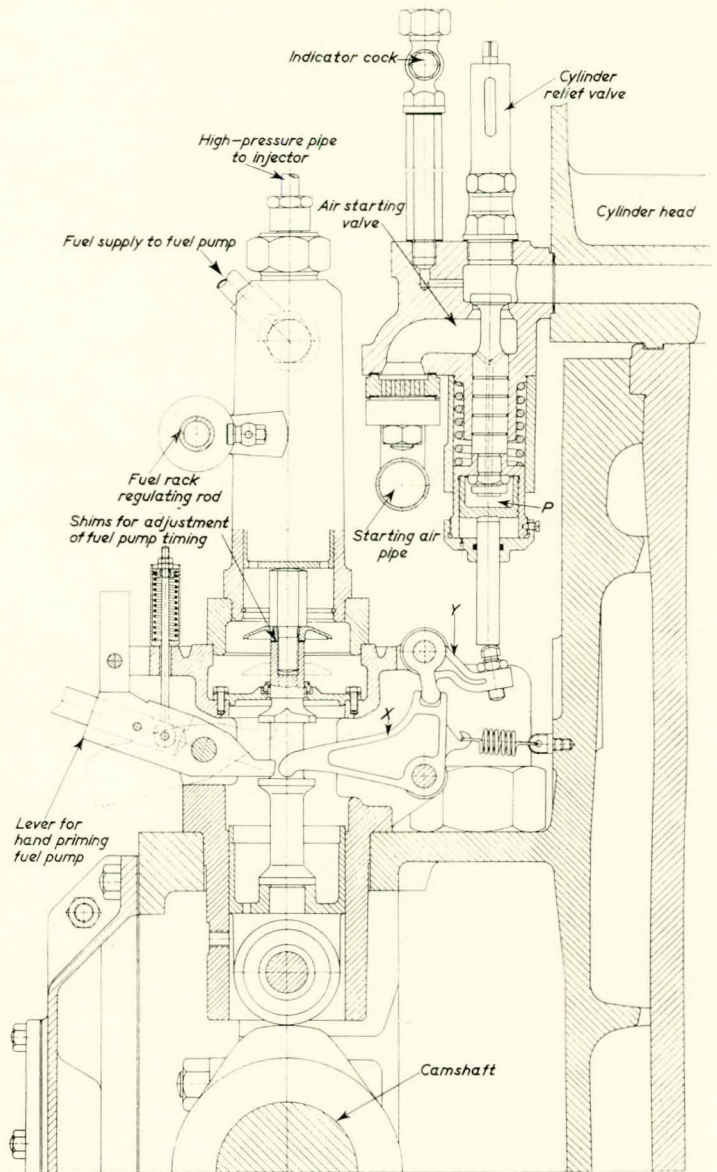 Indicator cock
Cylinder
relief valve
High-pressure pipe
to injector
Air starting
valve
Cylinder head
Fuel supply to fuel pump
Fuel rack
regulating rod
P
Shims for adjustment
of fuel pump timing
Starting air
pipe
Y
X
Lever for
hand priming
fuel pump
Camshaft